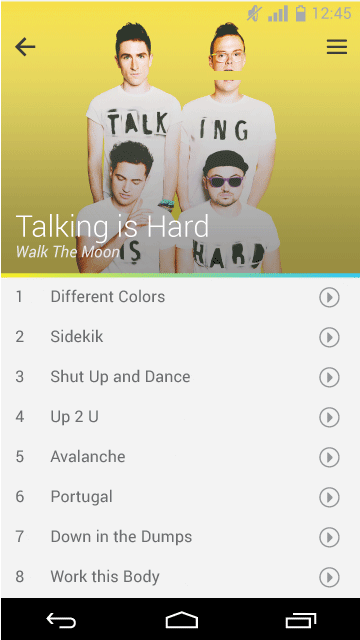 12:45
TALK ING
IS HARD
Talking is Hard
Walk The Moon
1 Different Colors
2 Sidekik
3 Shut Up and Dance
4 Up 2 U
5 Avalanche
6 Portugal
7 Down in the Dumps
8 Work this Body